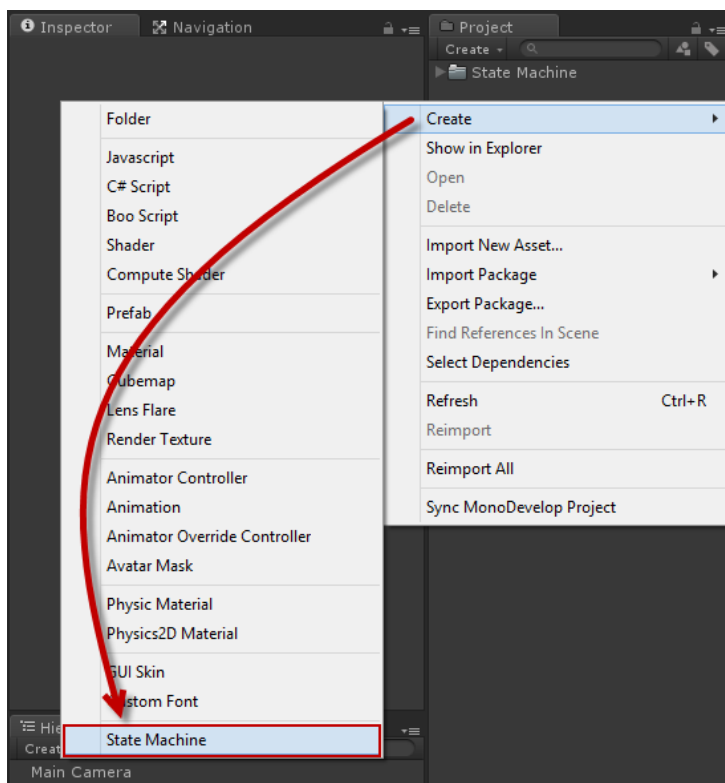 Inspector
Navigation
Project
Create
State Machine
Folder
Javascript
C# Script
Boo Script
Shader
Compute Shader
Prefab
Material
Cubemap
Lens Flare
Render Texture
Animator Controller
Animation
Animator Override Controller
Avatar Mask
Physic Material
Physics2D Material
GUI Skin
Custom Font
State Machine
Create
Show in Explorer
Open
Delete
Import New Asset...
Import Package
Export Package...
Find References In Scene
Select Dependencies
Refresh Ctrl+R
Reimport
Reimport All
Sync MonoDevelop Project
Hie
Creat
Main Camera